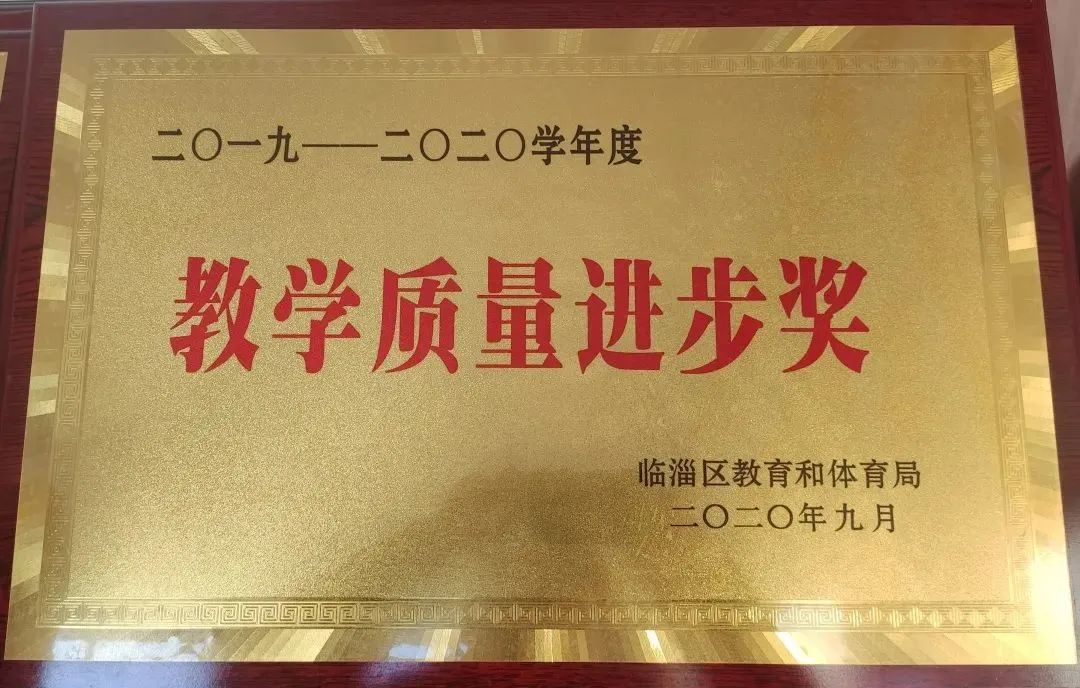 二〇一九——二〇二〇学年度
教学质量进步奖
临淄区教育和体育局
二〇二〇年九月